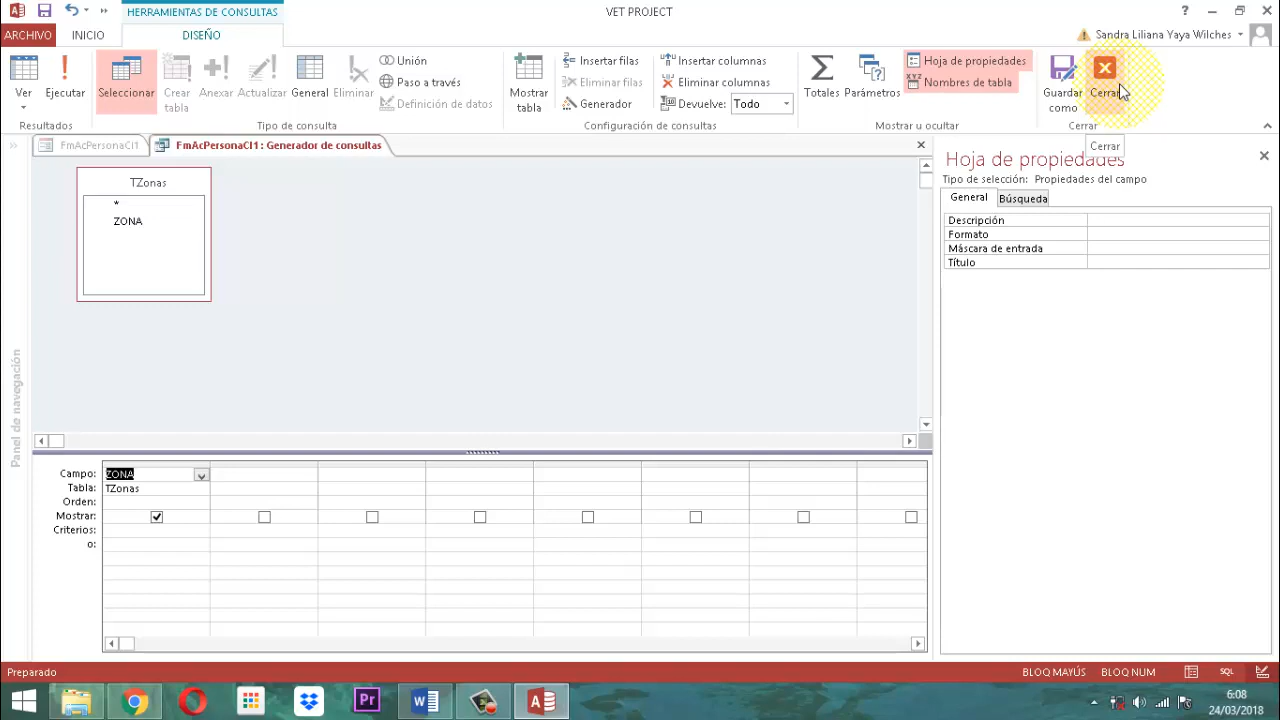 HERRAMIENTAS DE CONSULTAS
VET PROJECT
?
ARCHIVO
INICIO
DISEÑO
Sandra Liliana Yaya Wilches
Ver
Ejecutar
Resultados
Seleccionar
Crear
tabla
Anexar
Actualizar
General
Eliminar
Unión
Paso a través
Definición de datos
Tipo de consulta
Mostrar
tabla
Insertar filas
Eliminar filas
Generador
Insertar columnas
Eliminar columnas
Devuelve: Todo
Configuración de consultas
Totales
Parámetros
Hoja de propiedades
Nombres de tabla
Mostrar u ocultar
Guardar
como
Cerrar
Cerrar
Cerrar
FmAcPersonaCl1
FmAcPersonaCl1 : Generador de consultas
TZonas
*
ZONA
Panel de navegación
Campo: ZONA
Tabla: TZonas
Orden:
Mostrar:
Criterios:
o:
Hoja de propiedades
Tipo de selección: Propiedades del campo
General
Búsqueda
Descripción
Formato
Máscara de entrada
Título
Preparado
BLOQ MAYÚS
BLOQ NUM
SQL
Pr
6:08
24/03/2018